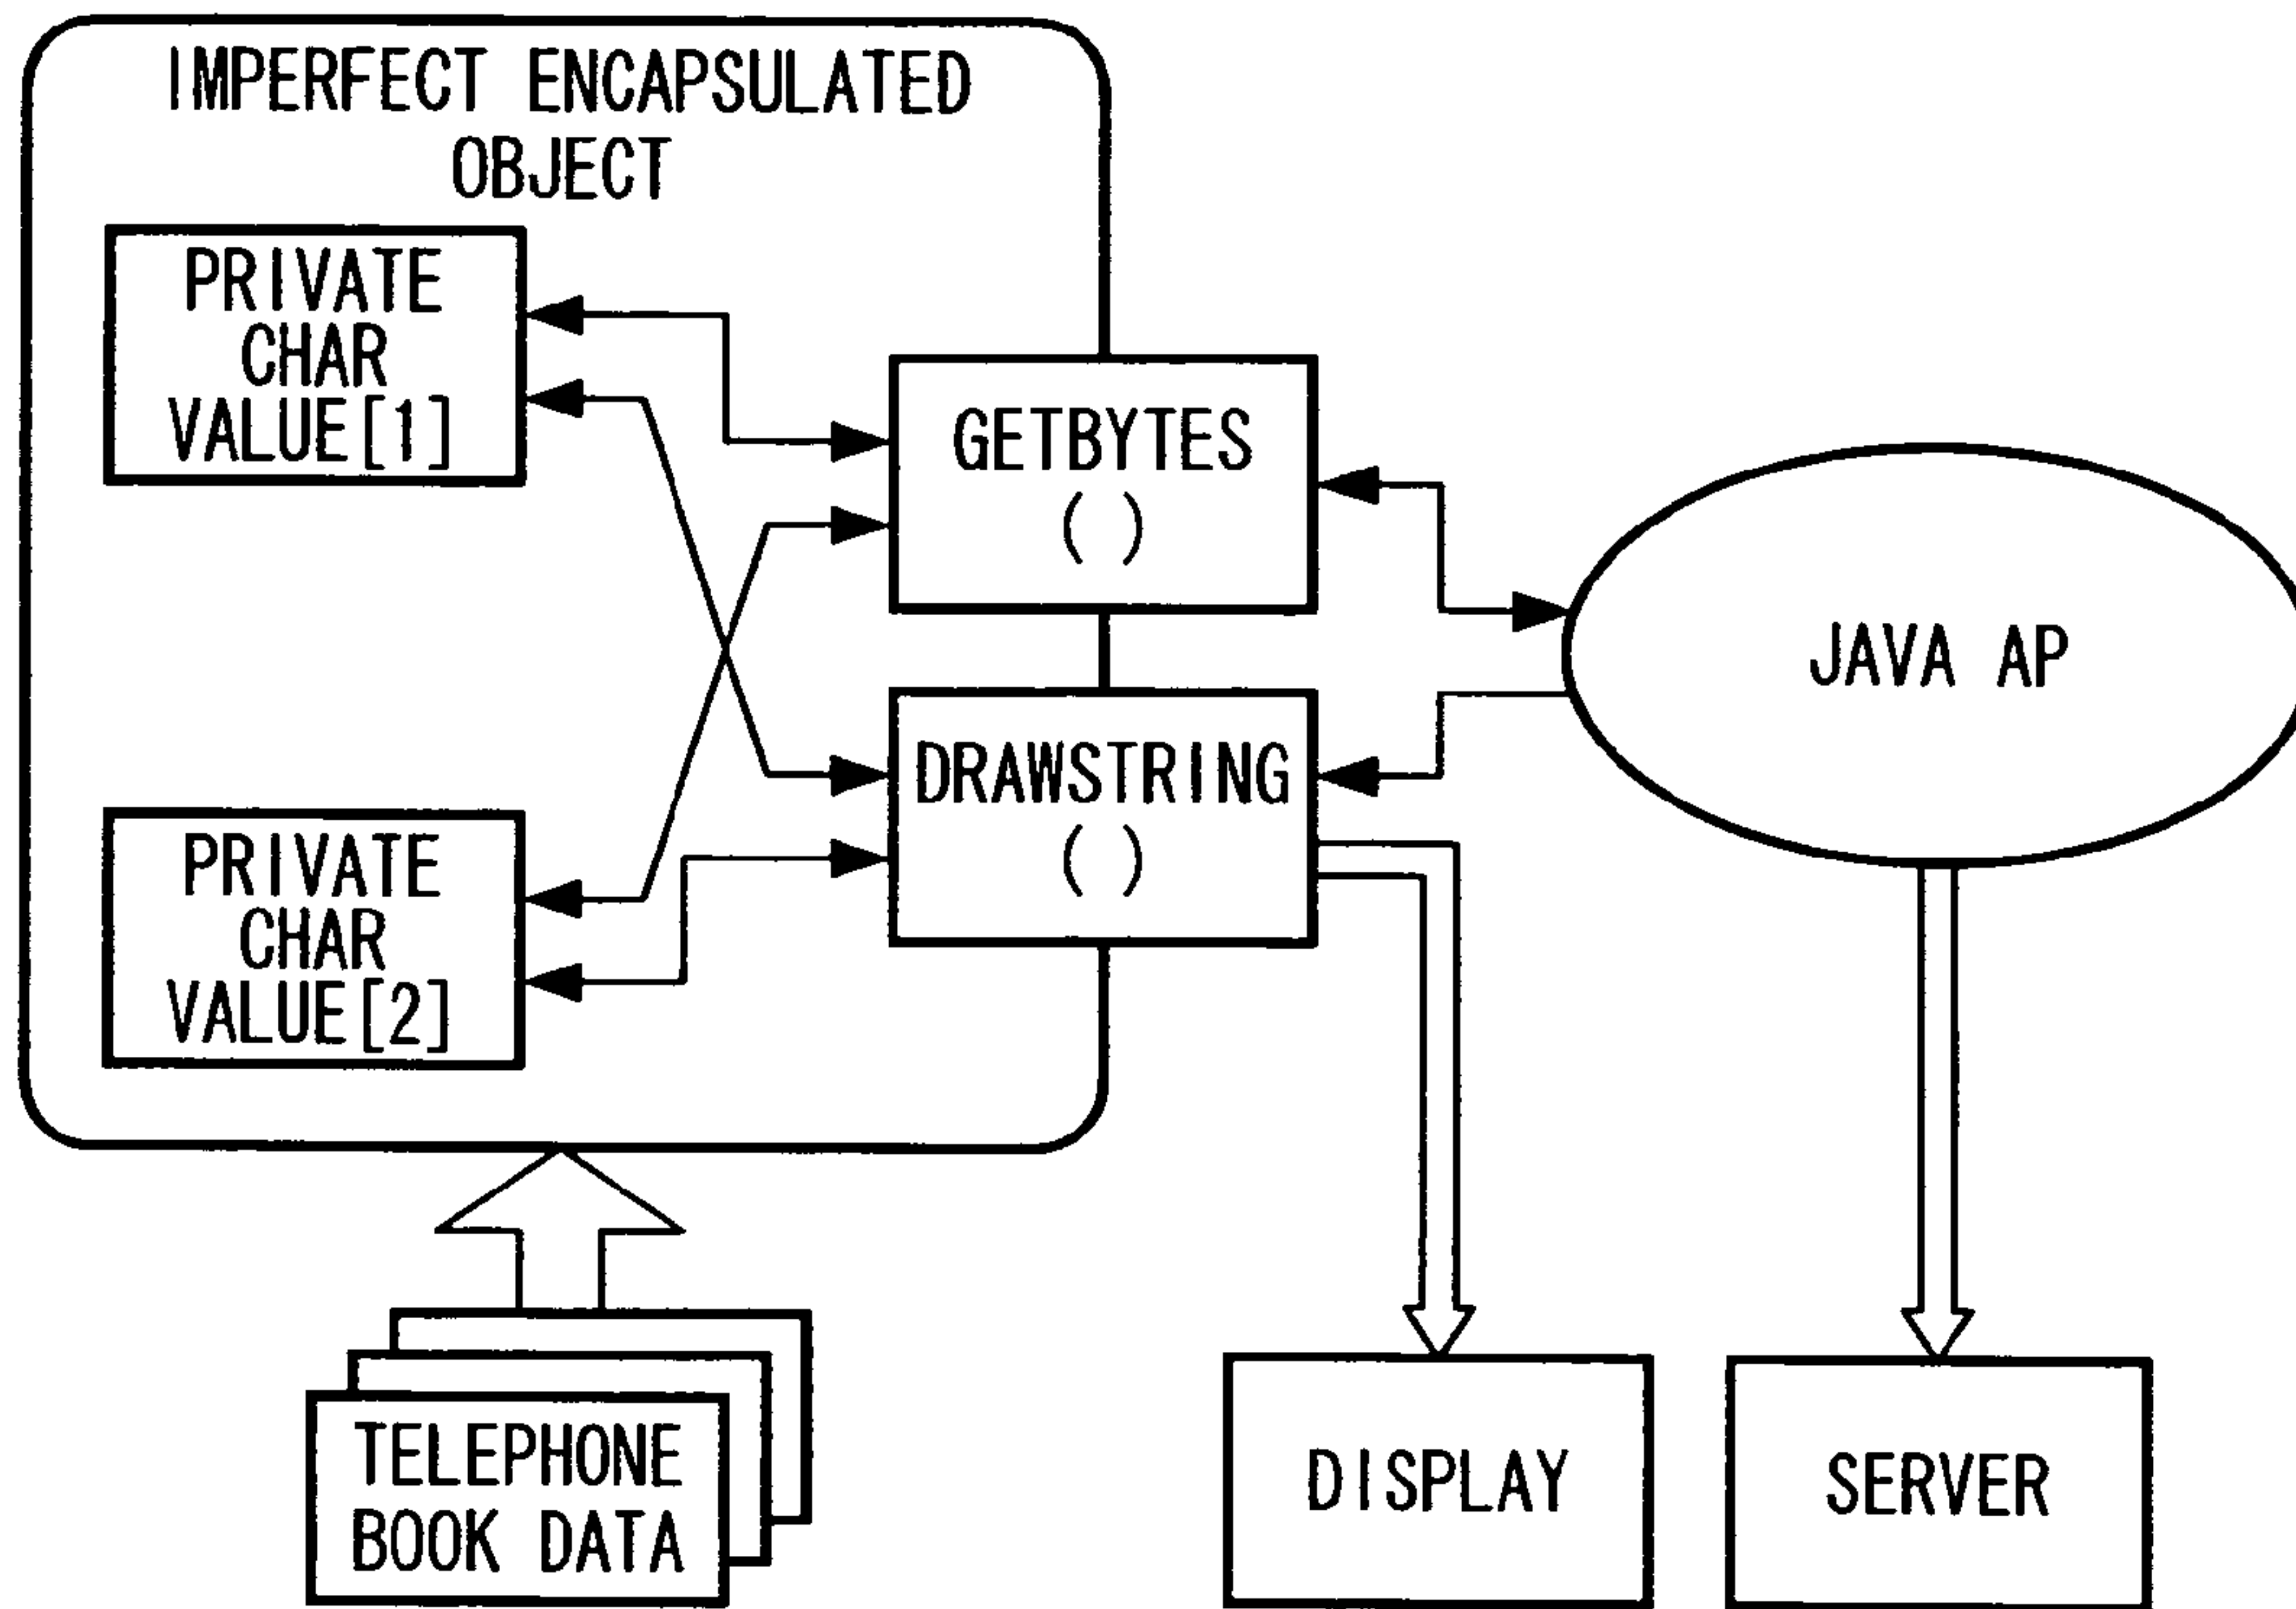 IMPERFECT ENCAPSULATED
OBJECT
PRIVATE
CHAR
VALUE[1]
GETBYTES
( )
JAVA AP
DRAWSTRING
( )
PRIVATE
CHAR
VALUE[2]
TELEPHONE
BOOK DATA
DISPLAY
SERVER